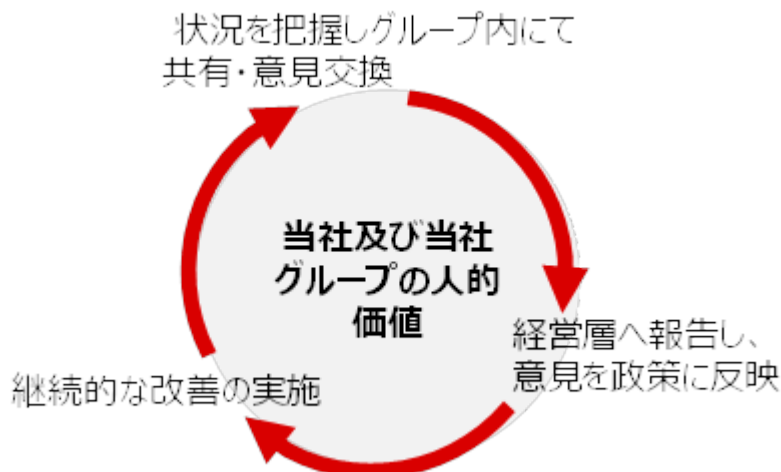 状況を把握しグループ内にて
共有・意見交換
当社及び当社
グループの人的
価値
経営層へ報告し、
意見を政策に反映
継続的な改善の実施